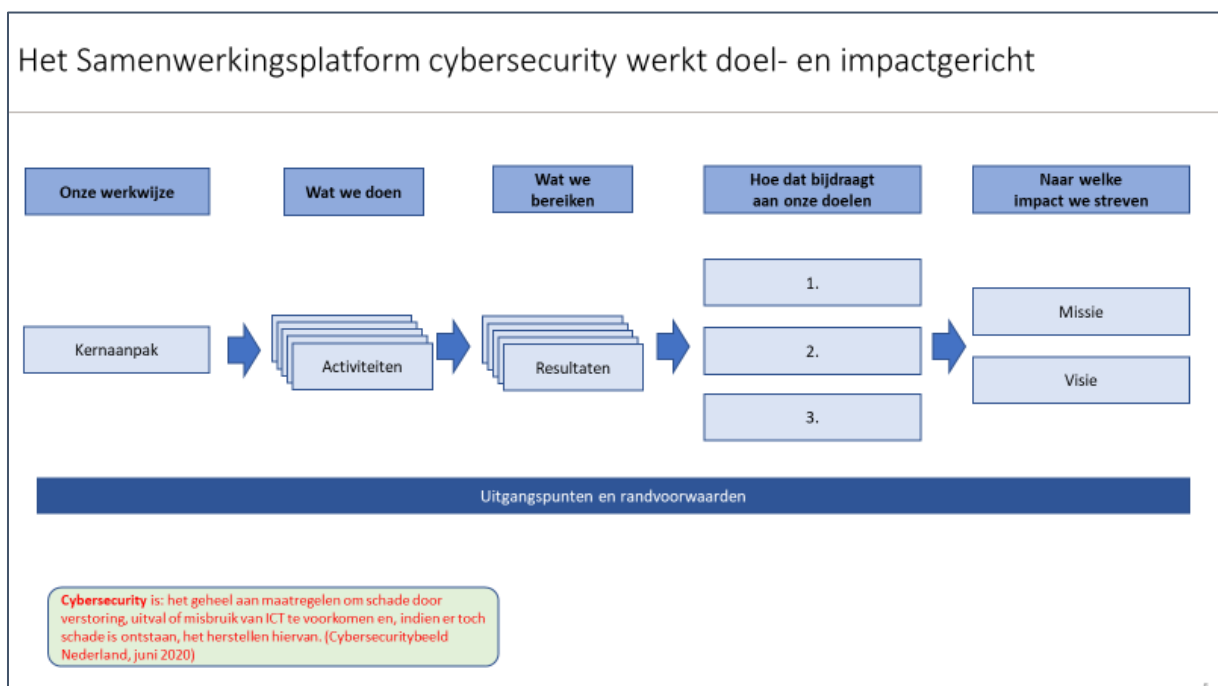 Het Samenwerkingsplatform cybersecurity werkt doel- en impactgericht
Onze werkwijze
Wat we doen
Wat we
bereiken
Hoe dat bijdraagt
aan onze doelen
Naar welke
impact we streven
Kernaanpak
Activiteiten
Resultaten
1.
2.
3.
Missie
Visie
Uitgangspunten en randvoorwaarden
Cybersecurity is: het geheel aan maatregelen om schade door
verstoring, uitval of misbruik van ICT te voorkomen en, indien er toch
schade is ontstaan, het herstellen hiervan. (Cybersecuritybeeld
Nederland, juni 2020)